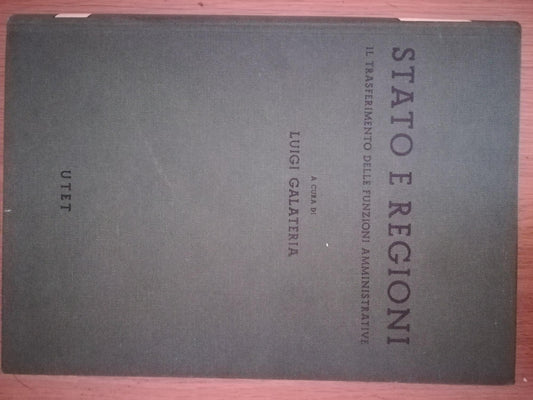 STATO E REGIONI
IL TRASFERIMENTO DELLE FUNZIONI AMMINISTRATIVE
A CURA DI
LUIGI GALATERIA
UTET